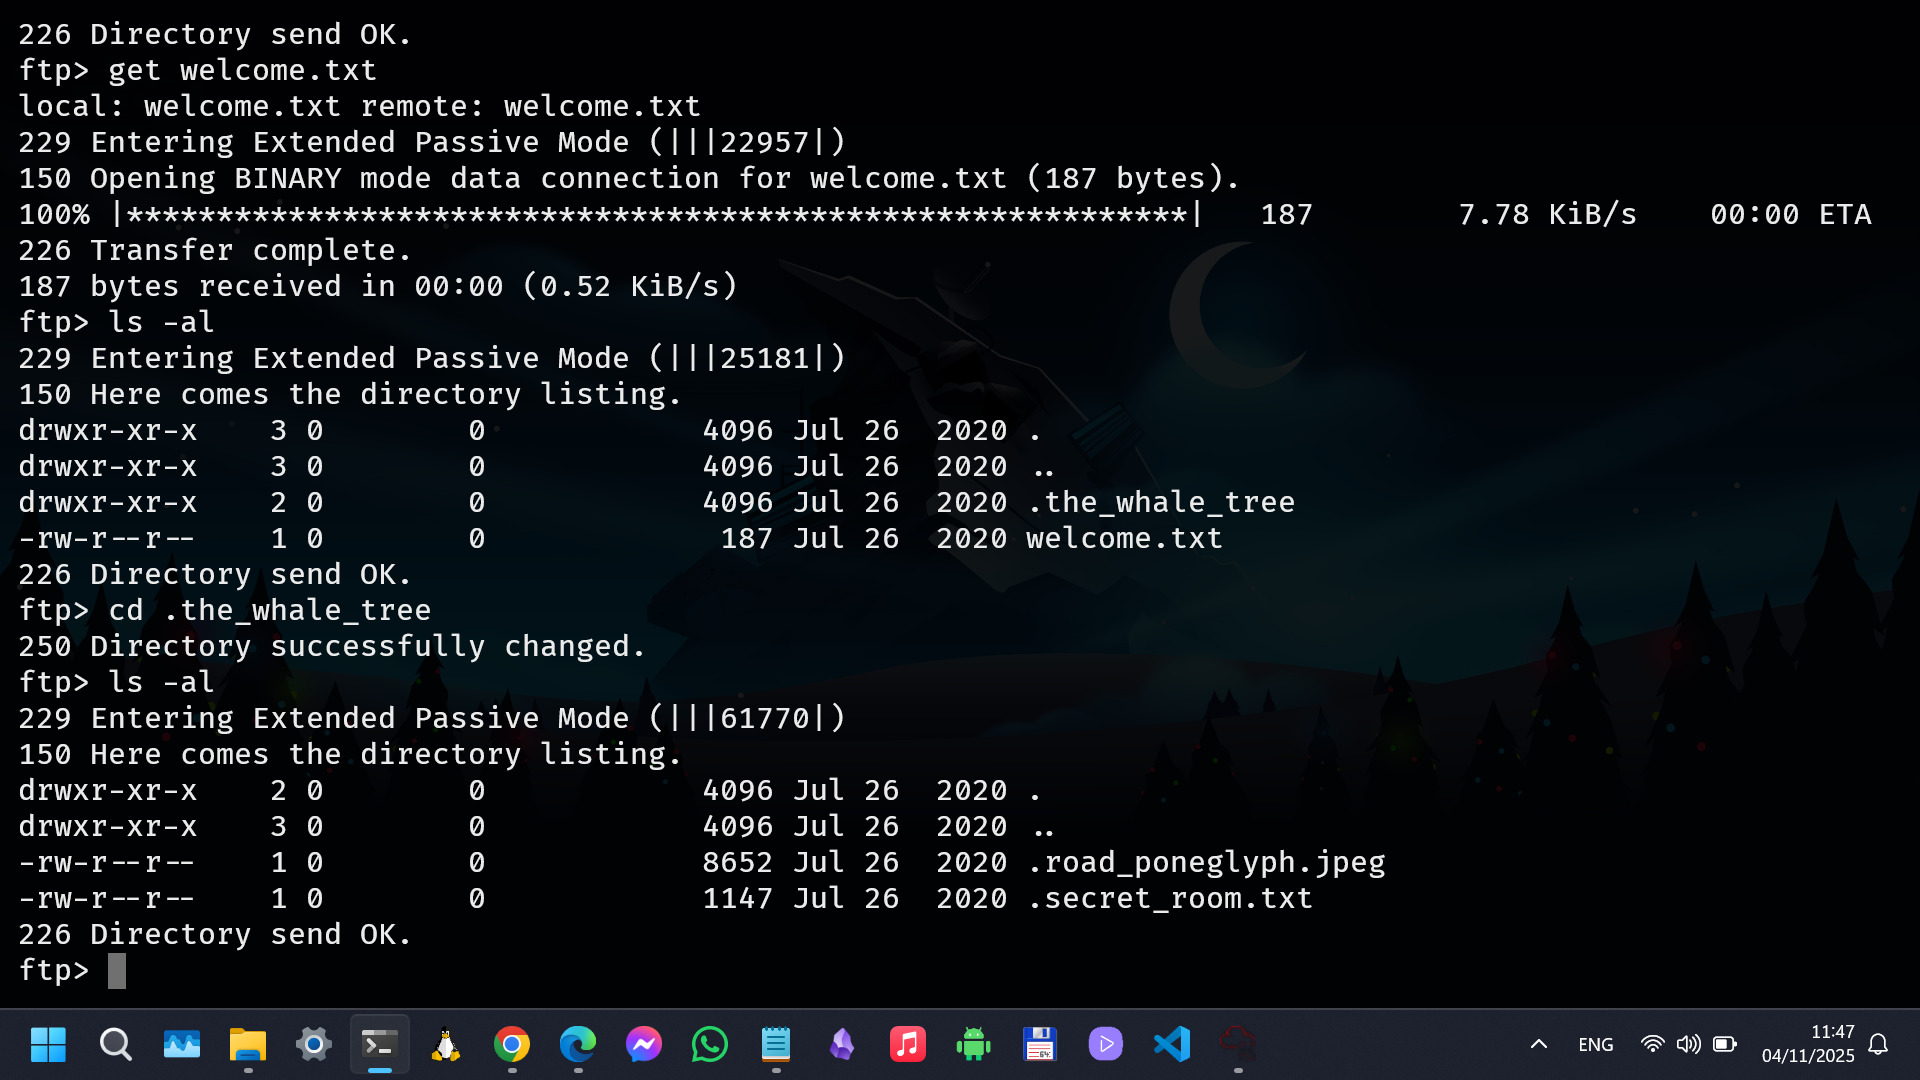 226 Directory send OK.
ftp> get welcome.txt
local: welcome.txt remote: welcome.txt
229 Entering Extended Passive Mode (|||22957|)
150 Opening BINARY mode data connection for welcome.txt (187 bytes).
100% |***********************************************************|   187        7.78 KiB/s    00:00 ETA
226 Transfer complete.
187 bytes received in 00:00 (0.52 KiB/s)
ftp> ls -al
229 Entering Extended Passive Mode (|||25181|)
150 Here comes the directory listing.
drwxr-xr-x    3 0        0            4096 Jul 26  2020 .
drwxr-xr-x    3 0        0            4096 Jul 26  2020 ..
drwxr-xr-x    2 0        0            4096 Jul 26  2020 .the_whale_tree
-rw-r--r--    1 0        0             187 Jul 26  2020 welcome.txt
226 Directory send OK.
ftp> cd .the_whale_tree
250 Directory successfully changed.
ftp> ls -al
229 Entering Extended Passive Mode (|||61770|)
150 Here comes the directory listing.
drwxr-xr-x    2 0        0            4096 Jul 26  2020 .
drwxr-xr-x    3 0        0            4096 Jul 26  2020 ..
-rw-r--r--    1 0        0            8652 Jul 26  2020 .road_poneglyph.jpeg
-rw-r--r--    1 0        0            1147 Jul 26  2020 .secret_room.txt
226 Directory send OK.
ftp>
64
ENG
11:47
04/11/2025